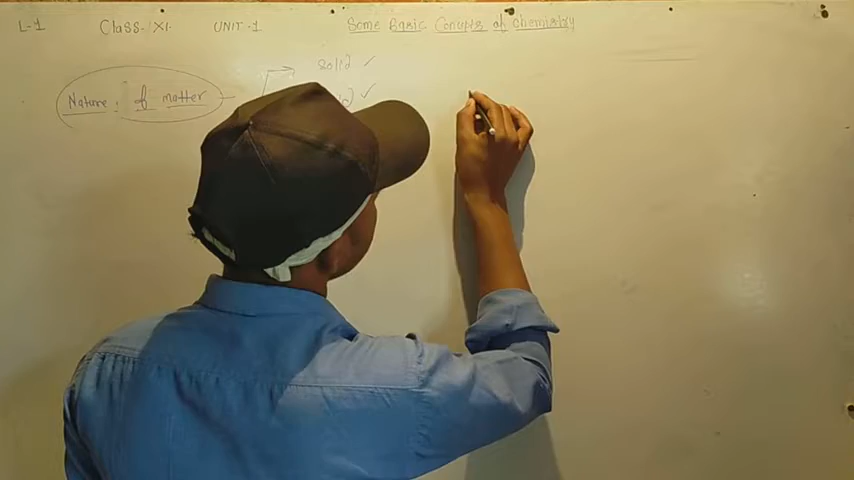 L-1 Class-XI UNIT-1 Some Basic Concepts of chemistry
solid ✓
Nature of matter